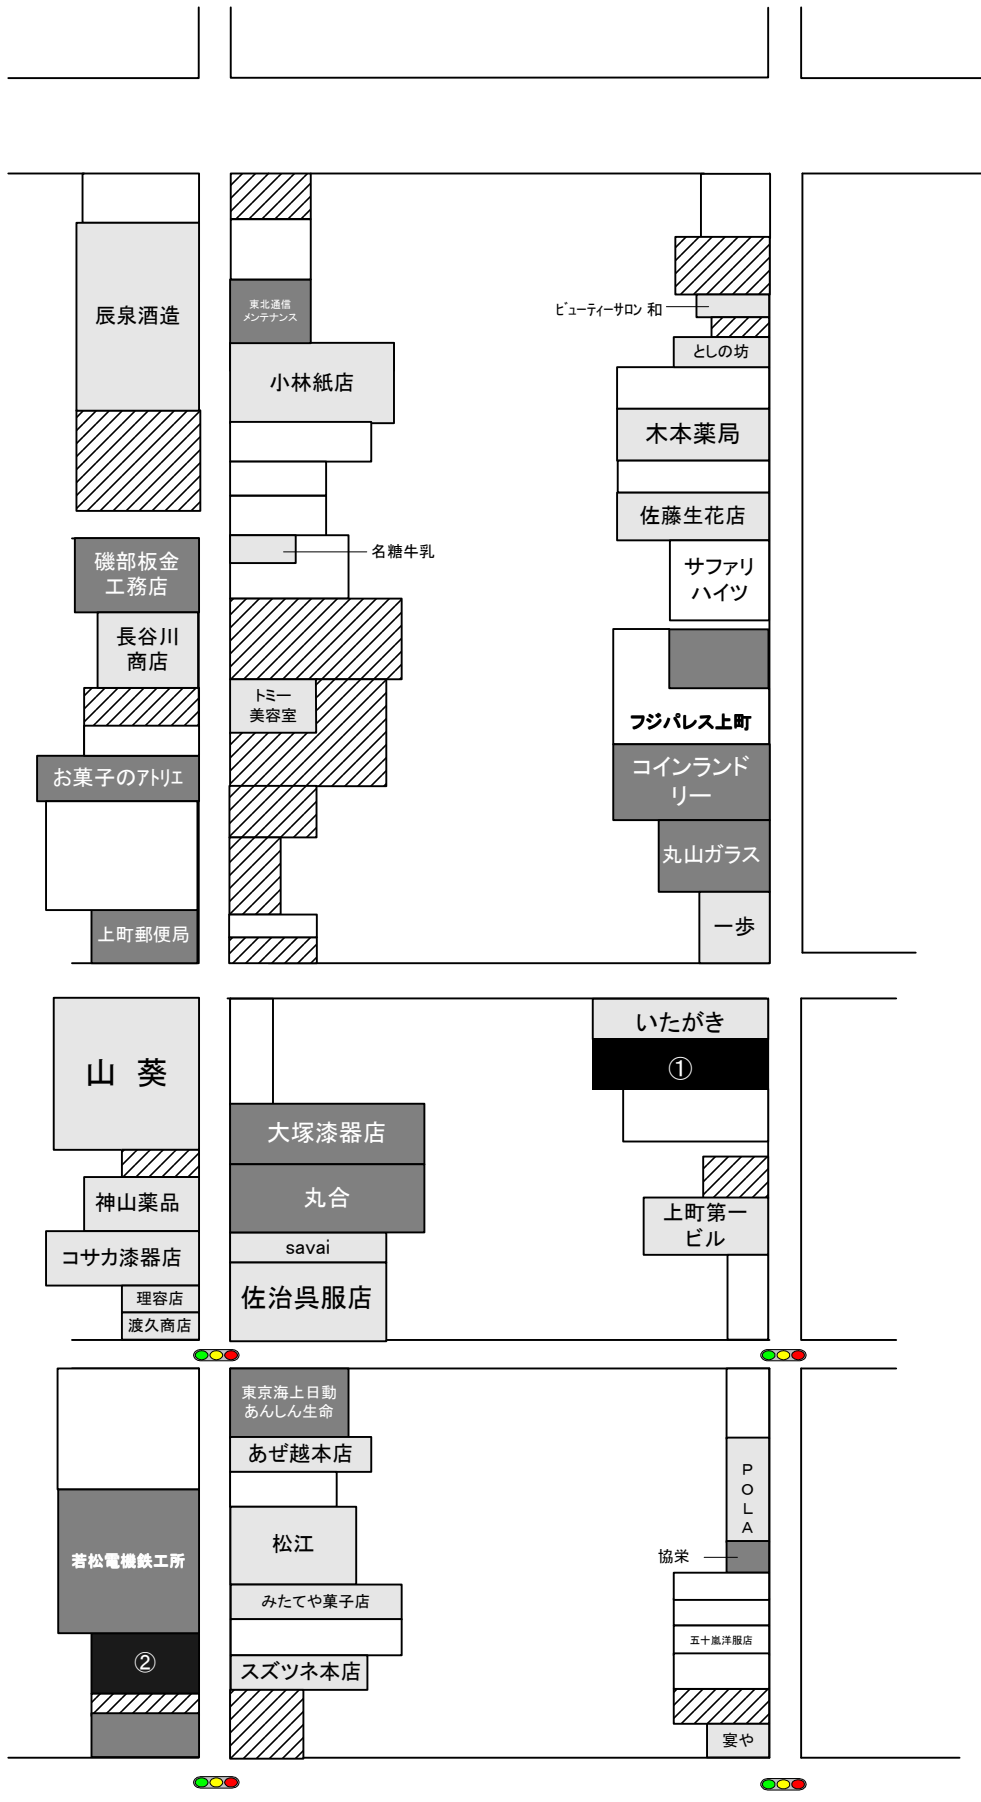 辰泉酒造
東北通信
メンテナンス
ビューティーサロン 和
としの坊
小林紙店
木本薬局
佐藤生花店
名糖牛乳
磯部板金
工務店
サファリ
ハイツ
長谷川
商店
トミー
美容室
フジパレス上町
お菓子のアトリエ
コインランド
リー
丸山ガラス
上町郵便局
一歩
山 葵
いたがき
①
大塚漆器店
丸合
神山薬品
上町第一
ビル
コサカ漆器店
savai
佐治呉服店
理容店
渡久商店
東京海上日動
あんしん生命
あぜ越本店
P
O
L
A
松江
若松電機鉄工所
協栄
みたてや菓子店
五十嵐洋服店
②
スズツネ本店
宴や